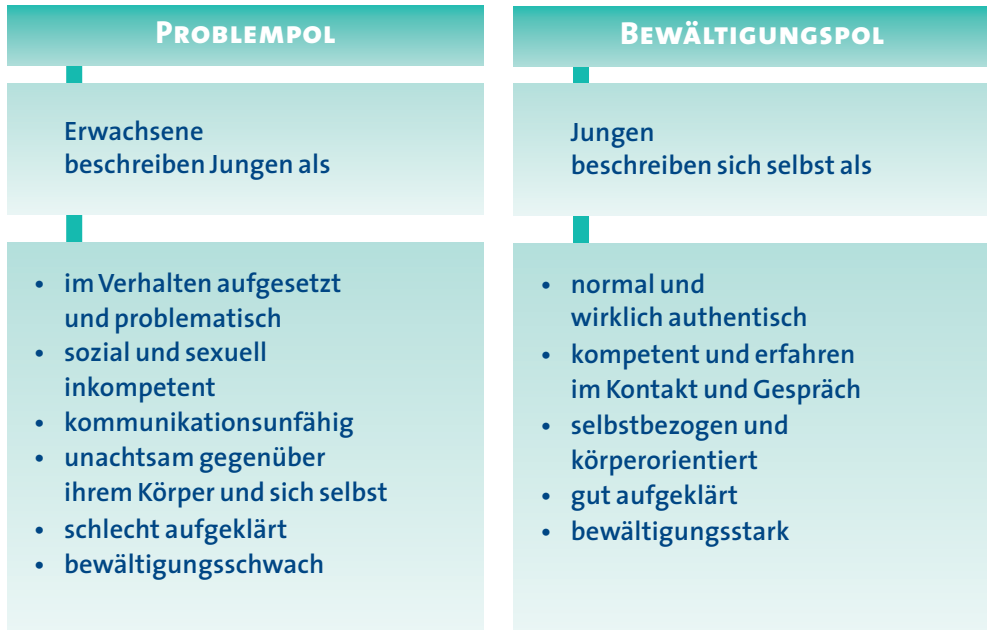 PROBLEMPOL
Erwachsene
beschreiben Jungen als
• im Verhalten aufgesetzt
und problematisch
• sozial und sexuell
inkompetent
• kommunikationsunfähig
• unachtsam gegenüber
ihrem Körper und sich selbst
• schlecht aufgeklärt
• bewältigungsschwach
BEWÄLTIGUNGSPOL
Jungen
beschreiben sich selbst als
• normal und
wirklich authentisch
• kompetent und erfahren
im Kontakt und Gespräch
• selbstbezogen und
körperorientiert
• gut aufgeklärt
• bewältigungsstark